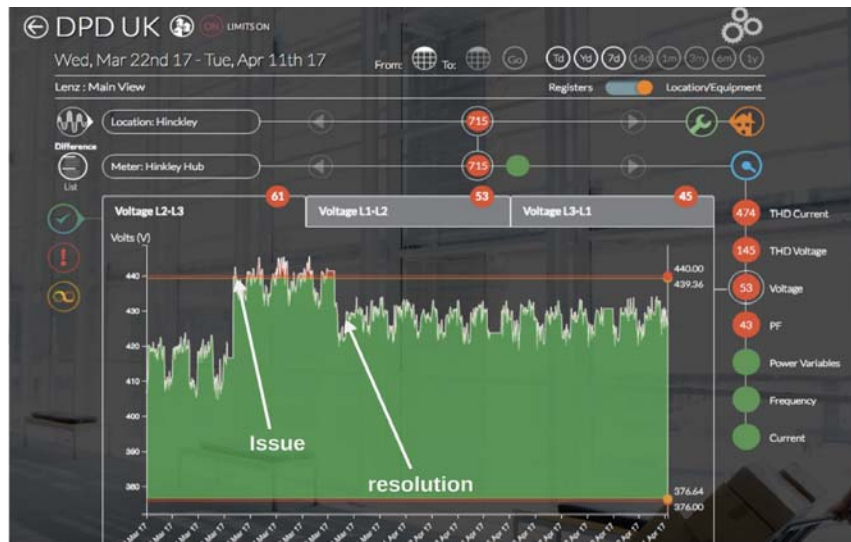 DPD UK ON LIMITS ON
Wed, Mar 22nd 17 - Tue, Apr 11th 17 From: To: Go Td Yd 7d 14d 1m 3m 6m 1y
Lenz : Main View Registers Location/Equipment
Location: Hinckley 715
Difference
List
Meter: Hinkley Hub 715
Voltage L2-L3 61
Voltage L1-L2 53
Voltage L3-L1 45
474 THD Current
145 THD Voltage
53 Voltage
43 PF
Power Variables
Frequency
Current
Volts (V)
440
430
420
410
400
390
380
440.00
439.36
Issue
resolution
376.64
376.00